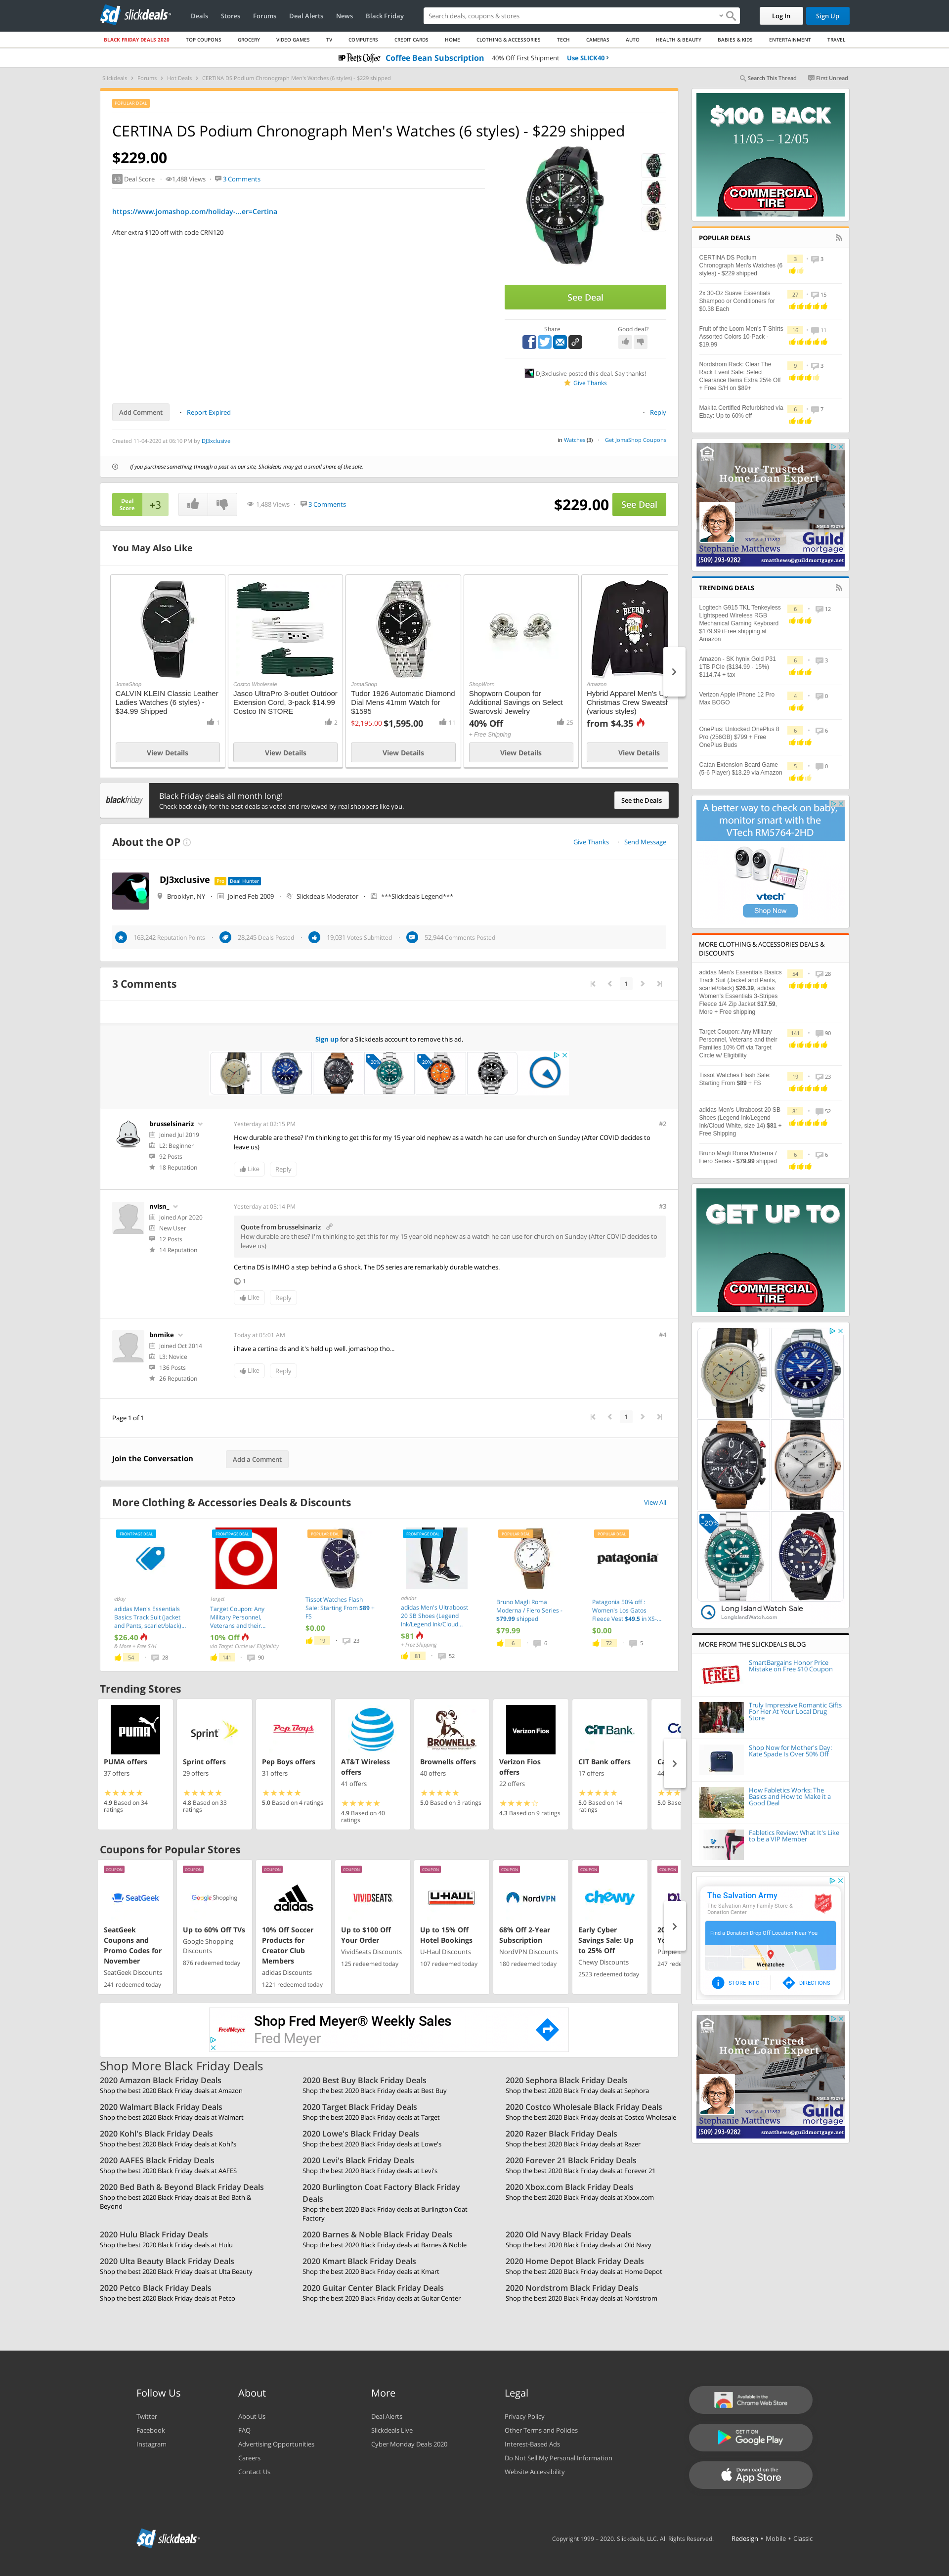 slickdeals
Deals
Stores
Forums
Deal Alerts
News
Black Friday
Search deals, coupons & stores
Log In
Sign Up
BLACK FRIDAY DEALS 2020
TOP COUPONS
GROCERY
VIDEO GAMES
TV
COMPUTERS
CREDIT CARDS
HOME
CLOTHING & ACCESSORIES
TECH
CAMERAS
AUTO
HEALTH & BEAUTY
BABIES & KIDS
ENTERTAINMENT
TRAVEL
Peet's Coffee
Coffee Bean Subscription
40% Off First Shipment
Use SLICK40 >
Slickdeals > Forums > Hot Deals > CERTINA DS Podium Chronograph Men's Watches (6 styles) - $229 shipped
Search This Thread
First Unread
POPULAR DEAL
CERTINA DS Podium Chronograph Men's Watches (6 styles) - $229 shipped
$229.00
+3 Deal Score
1,488 Views
3 Comments
https://www.jomashop.com/holiday-...er=Certina
After extra $120 off with code CRN120
See Deal
Share
Good deal?
DJ3xclusive posted this deal. Say thanks!
Give Thanks
Add Comment
Report Expired
Reply
Created 11-04-2020 at 06:10 PM by DJ3xclusive
in Watches (3)
Get JomaShop Coupons
If you purchase something through a post on our site, Slickdeals may get a small share of the sale.
Deal Score
+3
1,488 Views
3 Comments
$229.00
See Deal
You May Also Like
JomaShop
CALVIN KLEIN Classic Leather Ladies Watches (6 styles) - $34.99 Shipped
1
View Details
Costco Wholesale
Jasco UltraPro 3-outlet Outdoor Extension Cord, 3-pack $14.99 Costco IN STORE
2
View Details
JomaShop
Tudor 1926 Automatic Diamond Dial Mens 41mm Watch for $1595
$2,195.00 $1,595.00
11
View Details
ShopWorn
Shopworn Coupon for Additional Savings on Select Swarovski Jewelry
40% Off
25
+ Free Shipping
View Details
Amazon
Hybrid Apparel Men's Ug
Christmas Crew Sweatsh
(various styles)
from $4.35
View Details
blackfriday
Black Friday deals all month long!
Check back daily for the best deals as voted and reviewed by real shoppers like you.
See the Deals
About the OP
Give Thanks
Send Message
DJ3xclusive
Pro
Deal Hunter
Brooklyn, NY
Joined Feb 2009
Slickdeals Moderator
***Slickdeals Legend***
163,242 Reputation Points
28,245 Deals Posted
19,031 Votes Submitted
52,944 Comments Posted
3 Comments
1
Sign up for a Slickdeals account to remove this ad.
-20%
-20%
brusselsinariz
Joined Jul 2019
L2: Beginner
92 Posts
18 Reputation
Yesterday at 02:15 PM
#2
How durable are these? I'm thinking to get this for my 15 year old nephew as a watch he can use for church on Sunday (After COVID decides to leave us)
Like
Reply
nvisn_
Joined Apr 2020
New User
12 Posts
14 Reputation
Yesterday at 05:14 PM
#3
Quote from brusselsinariz
How durable are these? I'm thinking to get this for my 15 year old nephew as a watch he can use for church on Sunday (After COVID decides to leave us)
Certina DS is IMHO a step behind a G shock. The DS series are remarkably durable watches.
1
Like
Reply
bnmike
Joined Oct 2014
L3: Novice
136 Posts
26 Reputation
Today at 05:01 AM
#4
i have a certina ds and it's held up well. jomashop tho...
Like
Reply
Page 1 of 1
1
Join the Conversation
Add a Comment
More Clothing & Accessories Deals & Discounts
View All
FRONTPAGE DEAL
eBay
adidas Men's Essentials Basics Track Suit (Jacket and Pants, scarlet/black)...
$26.40
& More + Free S/H
54
28
FRONTPAGE DEAL
Target
Target Coupon: Any Military Personnel, Veterans and their...
10% Off
via Target Circle w/ Eligibility
141
90
POPULAR DEAL
Tissot Watches Flash Sale: Starting From $89 + FS
$0.00
19
23
FRONTPAGE DEAL
adidas
adidas Men's Ultraboost 20 SB Shoes (Legend Ink/Legend Ink/Cloud...
$81
+ Free Shipping
81
52
POPULAR DEAL
Bruno Magli Roma Moderna / Fiero Series - $79.99 shipped
$79.99
6
6
POPULAR DEAL
patagonia
Patagonia 50% off : Women's Los Gatos Fleece Vest $49.5 in XS-...
$0.00
72
5
Trending Stores
PUMA
PUMA offers
37 offers
4.9 Based on 34 ratings
Sprint
Sprint offers
29 offers
4.8 Based on 33 ratings
Pep Boys
Pep Boys offers
31 offers
5.0 Based on 4 ratings
AT&T Wireless offers
41 offers
4.9 Based on 40 ratings
BROWNELLS
Brownells offers
40 offers
5.0 Based on 3 ratings
Verizon Fios
Verizon Fios offers
22 offers
4.3 Based on 9 ratings
CIT Bank
CIT Bank offers
17 offers
5.0 Based on 14 ratings
Ca
44
5.0 Base
Coupons for Popular Stores
COUPON
SeatGeek
SeatGeek Coupons and Promo Codes for November
SeatGeek Discounts
241 redeemed today
COUPON
Google Shopping
Up to 60% Off TVs
Google Shopping Discounts
876 redeemed today
COUPON
adidas
10% Off Soccer Products for Creator Club Members
adidas Discounts
1221 redeemed today
COUPON
VIVIDSEATS
Up to $100 Off Your Order
VividSeats Discounts
125 redeemed today
COUPON
U-HAUL
Up to 15% Off Hotel Bookings
U-Haul Discounts
107 redeemed today
COUPON
NordVPN
68% Off 2-Year Subscription
NordVPN Discounts
180 redeemed today
COUPON
chewy
Early Cyber Savings Sale: Up to 25% Off
Chewy Discounts
2523 redeemed today
COUPON
20
Yo
Purple
247 rede
FredMeyer
Shop Fred Meyer® Weekly Sales
Fred Meyer
Shop More Black Friday Deals
2020 Amazon Black Friday Deals
Shop the best 2020 Black Friday deals at Amazon
2020 Best Buy Black Friday Deals
Shop the best 2020 Black Friday deals at Best Buy
2020 Sephora Black Friday Deals
Shop the best 2020 Black Friday deals at Sephora
2020 Walmart Black Friday Deals
Shop the best 2020 Black Friday deals at Walmart
2020 Target Black Friday Deals
Shop the best 2020 Black Friday deals at Target
2020 Costco Wholesale Black Friday Deals
Shop the best 2020 Black Friday deals at Costco Wholesale
2020 Kohl's Black Friday Deals
Shop the best 2020 Black Friday deals at Kohl's
2020 Lowe's Black Friday Deals
Shop the best 2020 Black Friday deals at Lowe's
2020 Razer Black Friday Deals
Shop the best 2020 Black Friday deals at Razer
2020 AAFES Black Friday Deals
Shop the best 2020 Black Friday deals at AAFES
2020 Levi's Black Friday Deals
Shop the best 2020 Black Friday deals at Levi's
2020 Forever 21 Black Friday Deals
Shop the best 2020 Black Friday deals at Forever 21
2020 Bed Bath & Beyond Black Friday Deals
Shop the best 2020 Black Friday deals at Bed Bath & Beyond
2020 Burlington Coat Factory Black Friday Deals
Shop the best 2020 Black Friday deals at Burlington Coat Factory
2020 Xbox.com Black Friday Deals
Shop the best 2020 Black Friday deals at Xbox.com
2020 Hulu Black Friday Deals
Shop the best 2020 Black Friday deals at Hulu
2020 Barnes & Noble Black Friday Deals
Shop the best 2020 Black Friday deals at Barnes & Noble
2020 Old Navy Black Friday Deals
Shop the best 2020 Black Friday deals at Old Navy
2020 Ulta Beauty Black Friday Deals
Shop the best 2020 Black Friday deals at Ulta Beauty
2020 Kmart Black Friday Deals
Shop the best 2020 Black Friday deals at Kmart
2020 Home Depot Black Friday Deals
Shop the best 2020 Black Friday deals at Home Depot
2020 Petco Black Friday Deals
Shop the best 2020 Black Friday deals at Petco
2020 Guitar Center Black Friday Deals
Shop the best 2020 Black Friday deals at Guitar Center
2020 Nordstrom Black Friday Deals
Shop the best 2020 Black Friday deals at Nordstrom
$100 BACK
11/05 – 12/05
COMMERCIAL TIRE
POPULAR DEALS
CERTINA DS Podium Chronograph Men's Watches (6 styles) - $229 shipped
3
3
2x 30-Oz Suave Essentials Shampoo or Conditioners for $0.38 Each
27
15
Fruit of the Loom Men's T-Shirts Assorted Colors 10-Pack - $19.99
16
11
Nordstrom Rack: Clear The Rack Event Sale: Select Clearance Items Extra 25% Off + Free S/H on $89+
9
3
Makita Certified Refurbished via Ebay: Up to 60% off
6
7
Your Trusted
Home Loan Expert
NMLS #1274
NMLS # 111652
Stephanie Matthews
Guild mortgage
(509) 293-9282
smatthews@guildmortgage.net
TRENDING DEALS
Logitech G915 TKL Tenkeyless Lightspeed Wireless RGB Mechanical Gaming Keyboard $179.99+Free shipping at Amazon
6
12
Amazon - SK hynix Gold P31 1TB PCIe ($134.99 - 15%) $114.74 + tax
6
3
Verizon Apple iPhone 12 Pro Max BOGO
4
0
OnePlus: Unlocked OnePlus 8 Pro (256GB) $799 + Free OnePlus Buds
6
6
Catan Extension Board Game (5-6 Player) $13.29 via Amazon
5
0
A better way to check on baby, monitor smart with the VTech RM5764-2HD
vtech
Shop Now
MORE CLOTHING & ACCESSORIES DEALS & DISCOUNTS
adidas Men's Essentials Basics Track Suit (Jacket and Pants, scarlet/black) $26.39, adidas Women's Essentials 3-Stripes Fleece 1/4 Zip Jacket $17.59, More + Free shipping
54
28
Target Coupon: Any Military Personnel, Veterans and their Families 10% Off via Target Circle w/ Eligiblity
141
90
Tissot Watches Flash Sale: Starting From $89 + FS
19
23
adidas Men's Ultraboost 20 SB Shoes (Legend Ink/Legend Ink/Cloud White, size 14) $81 + Free Shipping
81
52
Bruno Magli Roma Moderna / Fiero Series - $79.99 shipped
6
6
GET UP TO
COMMERCIAL TIRE
-20%
Long Island Watch Sale
LongIslandWatch.com
MORE FROM THE SLICKDEALS BLOG
FREE
SmartBargains Honor Price Mistake on Free $10 Coupon
Truly Impressive Romantic Gifts For Her At Your Local Drug Store
Shop Now for Mother's Day: Kate Spade Is Over 50% Off
How Fabletics Works: The Basics and How to Make it a Good Deal
Fabletics Review: What It's Like to be a VIP Member
The Salvation Army
The Salvation Army Family Store & Donation Center
Find a Donation Drop Off Location Near You
Wenatchee
STORE INFO
DIRECTIONS
Your Trusted
Home Loan Expert
NMLS #1274
NMLS # 111652
Stephanie Matthews
Guild mortgage
(509) 293-9282
smatthews@guildmortgage.net
Follow Us
Twitter
Facebook
Instagram
About
About Us
FAQ
Advertising Opportunities
Careers
Contact Us
More
Deal Alerts
Slickdeals Live
Cyber Monday Deals 2020
Legal
Privacy Policy
Other Terms and Policies
Interest-Based Ads
Do Not Sell My Personal Information
Website Accessibility
Available in the
Chrome Web Store
GET IT ON
Google Play
Download on the
App Store
slickdeals
Copyright 1999 – 2020. Slickdeals, LLC. All Rights Reserved.
Redesign • Mobile • Classic